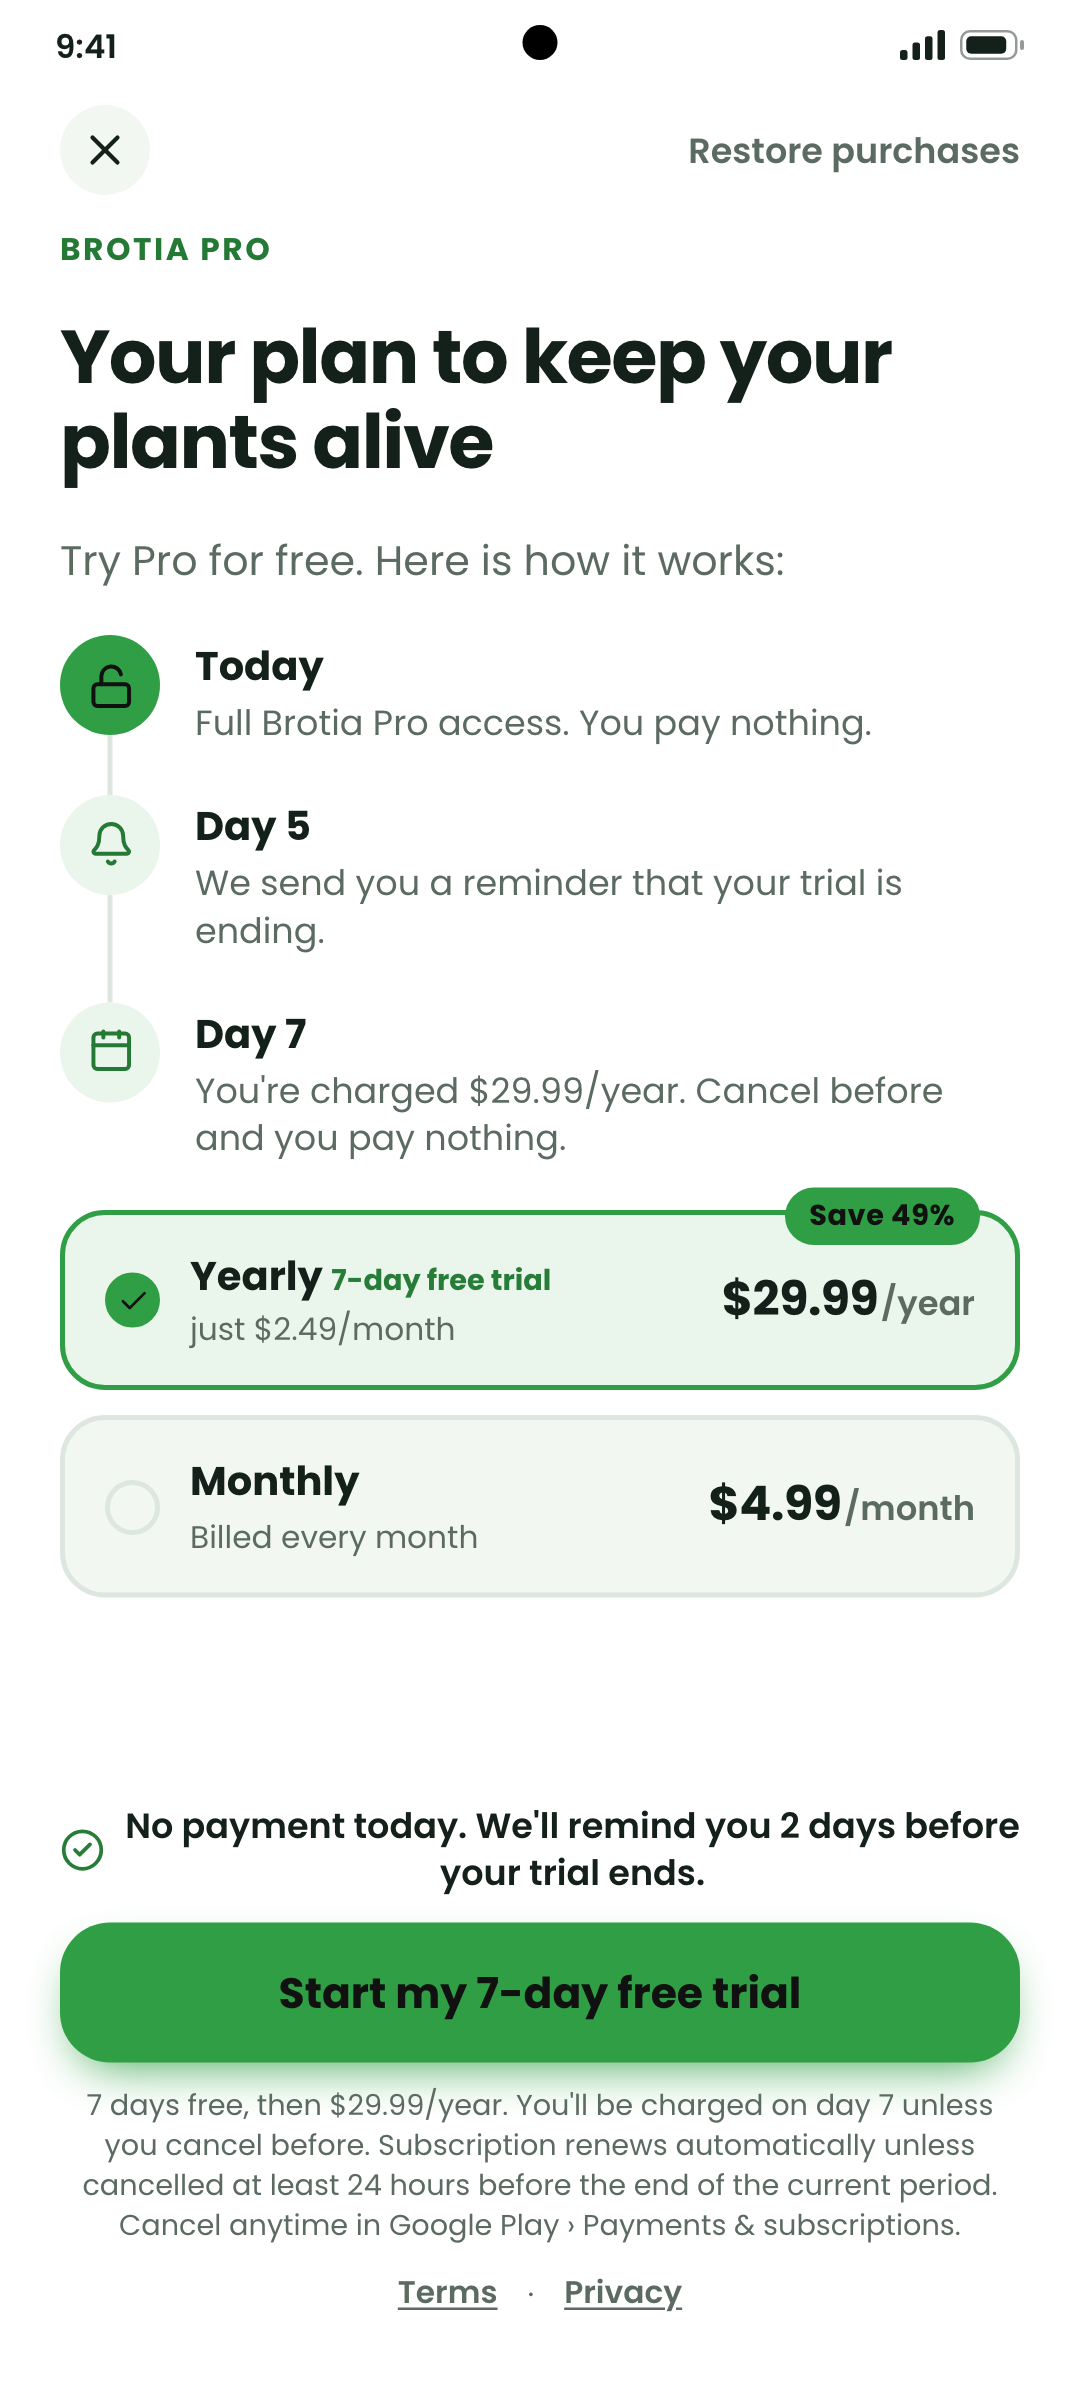 9:41
Restore purchases
BROTIA PRO
Your plan to keep your
plants alive
Try Pro for free. Here is how it works:
Today
Full Brotia Pro access. You pay nothing.
Day 5
We send you a reminder that your trial is
ending.
Day 7
You're charged $29.99/year. Cancel before
and you pay nothing.
Save 49%
Yearly 7-day free trial
just $2.49/month
$29.99/year
Monthly
Billed every month
$4.99/month
No payment today. We'll remind you 2 days before
your trial ends.
Start my 7-day free trial
7 days free, then $29.99/year. You'll be charged on day 7 unless
you cancel before. Subscription renews automatically unless
cancelled at least 24 hours before the end of the current period.
Cancel anytime in Google Play › Payments & subscriptions.
Terms · Privacy